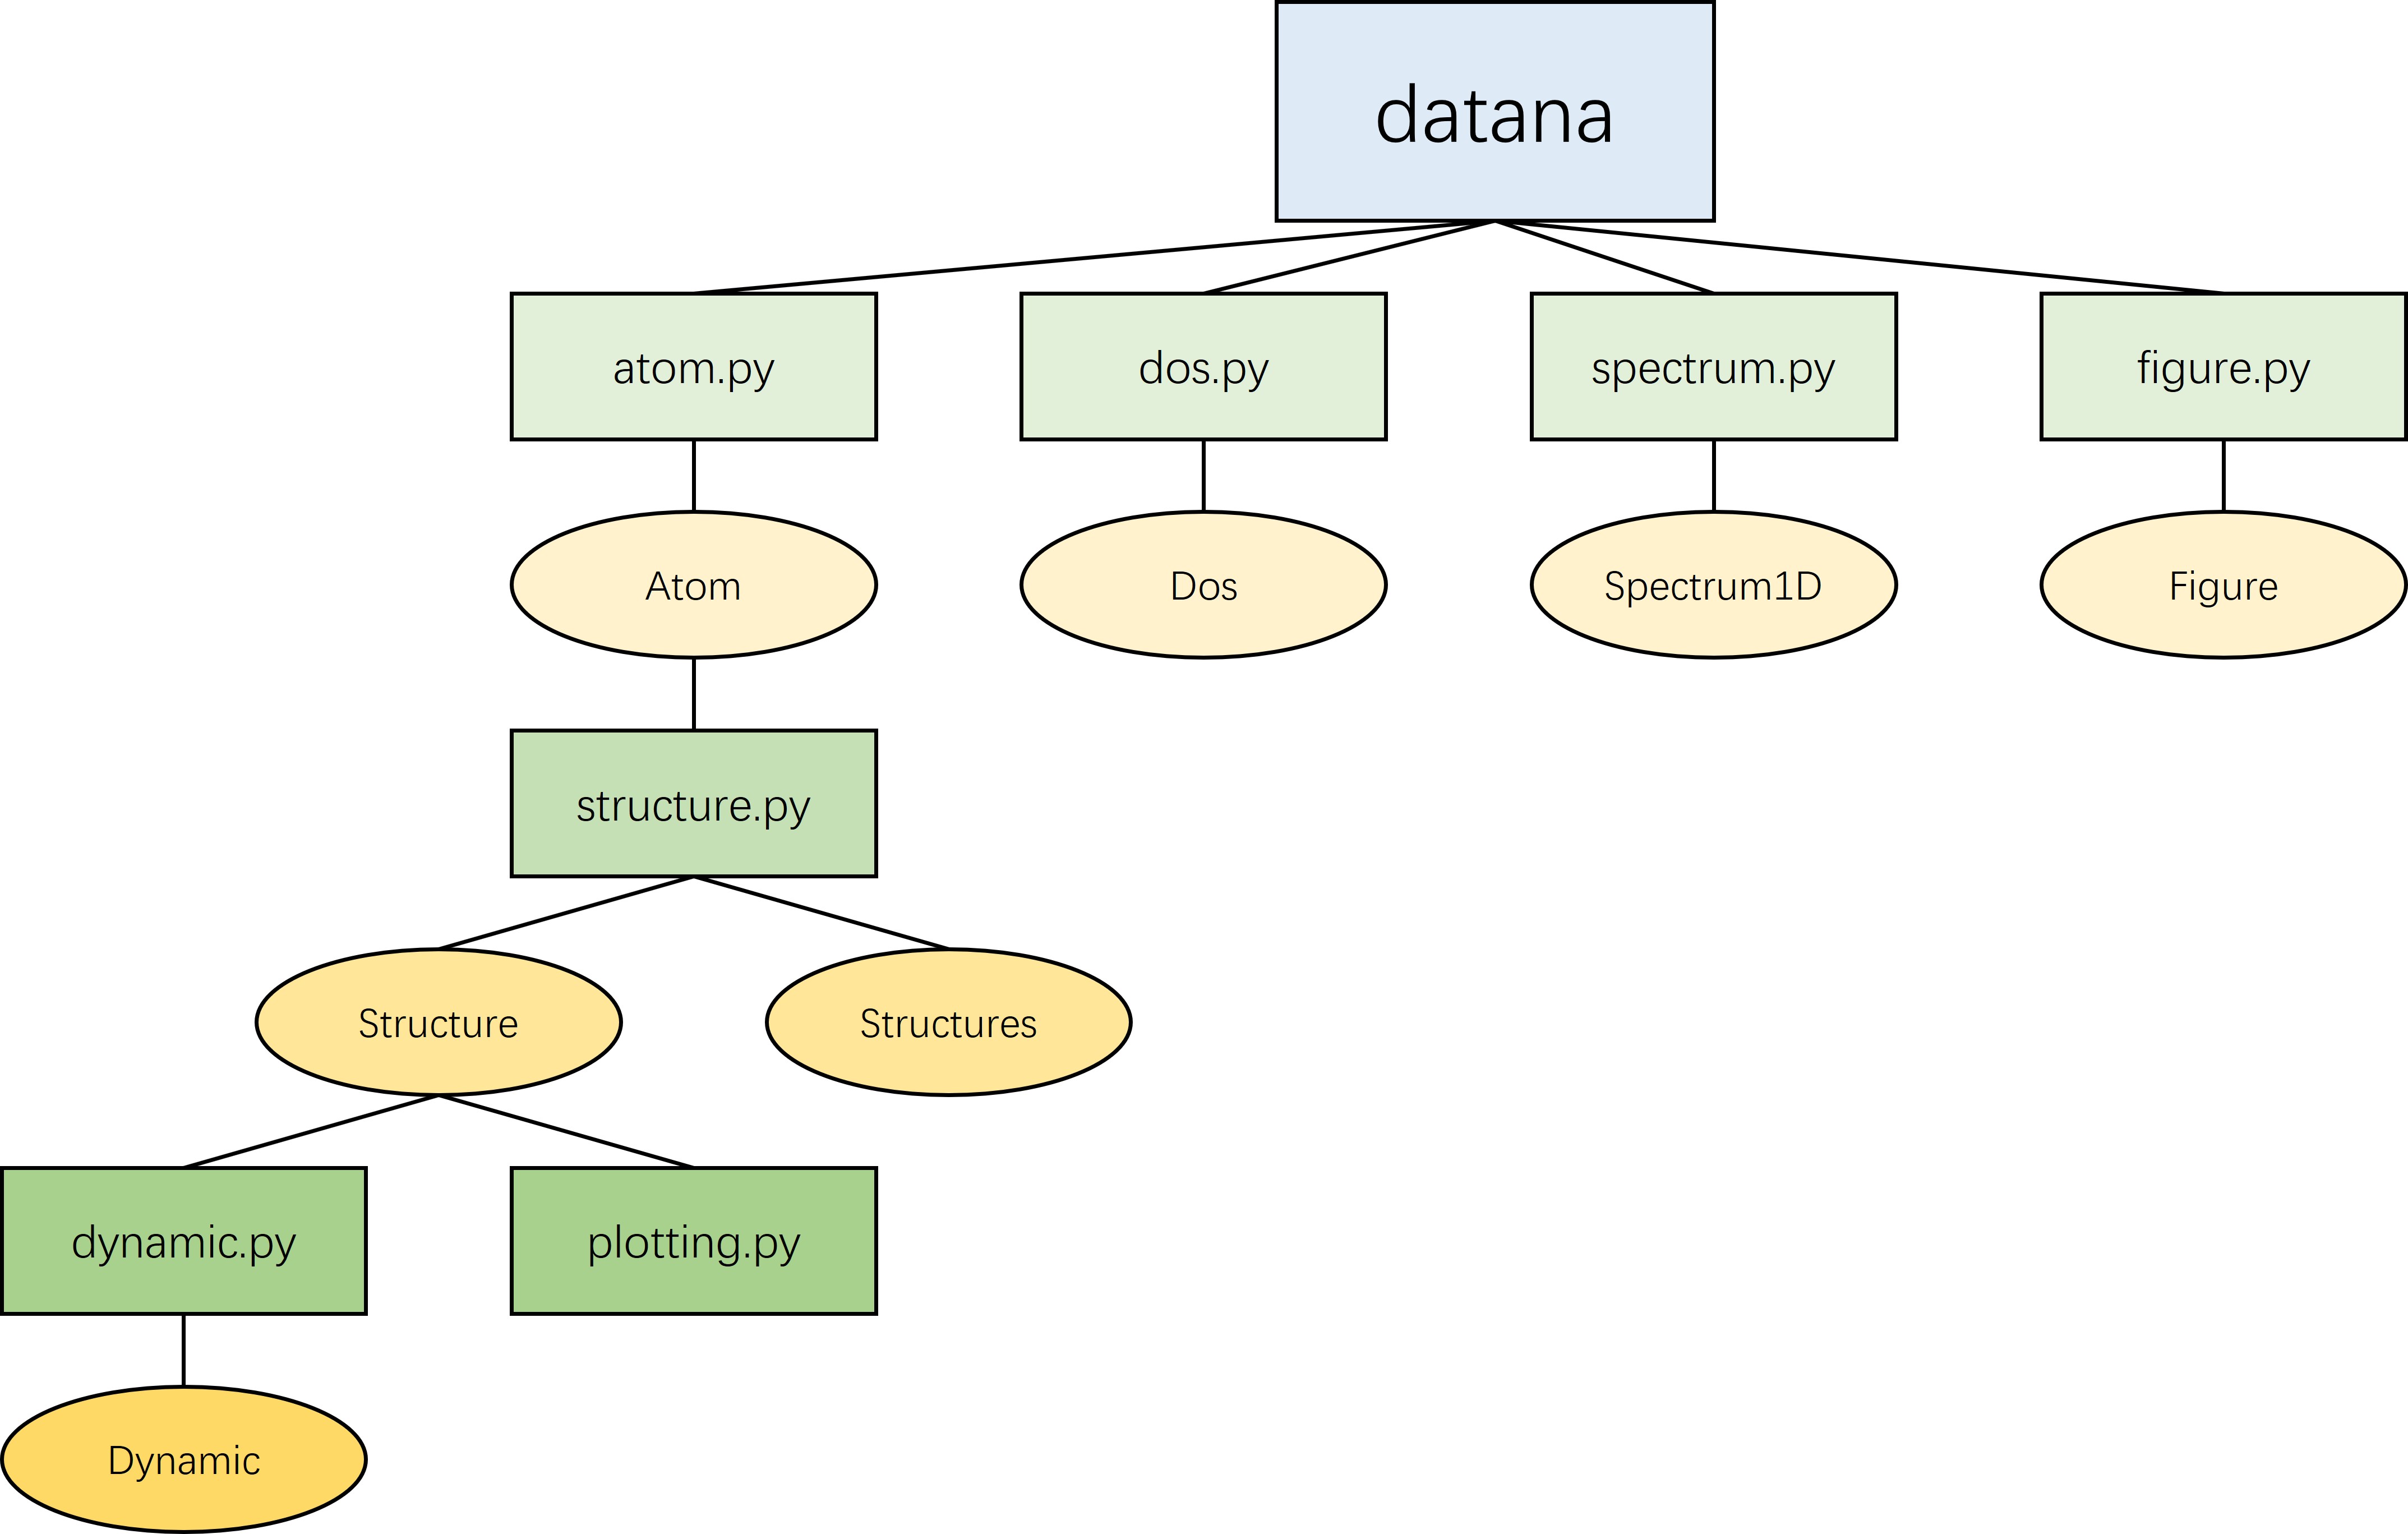 datana
atom.py
dos.py
spectrum.py
figure.py
Atom
Dos
Spectrum1D
Figure
structure.py
Structure
Structures
dynamic.py
plotting.py
Dynamic